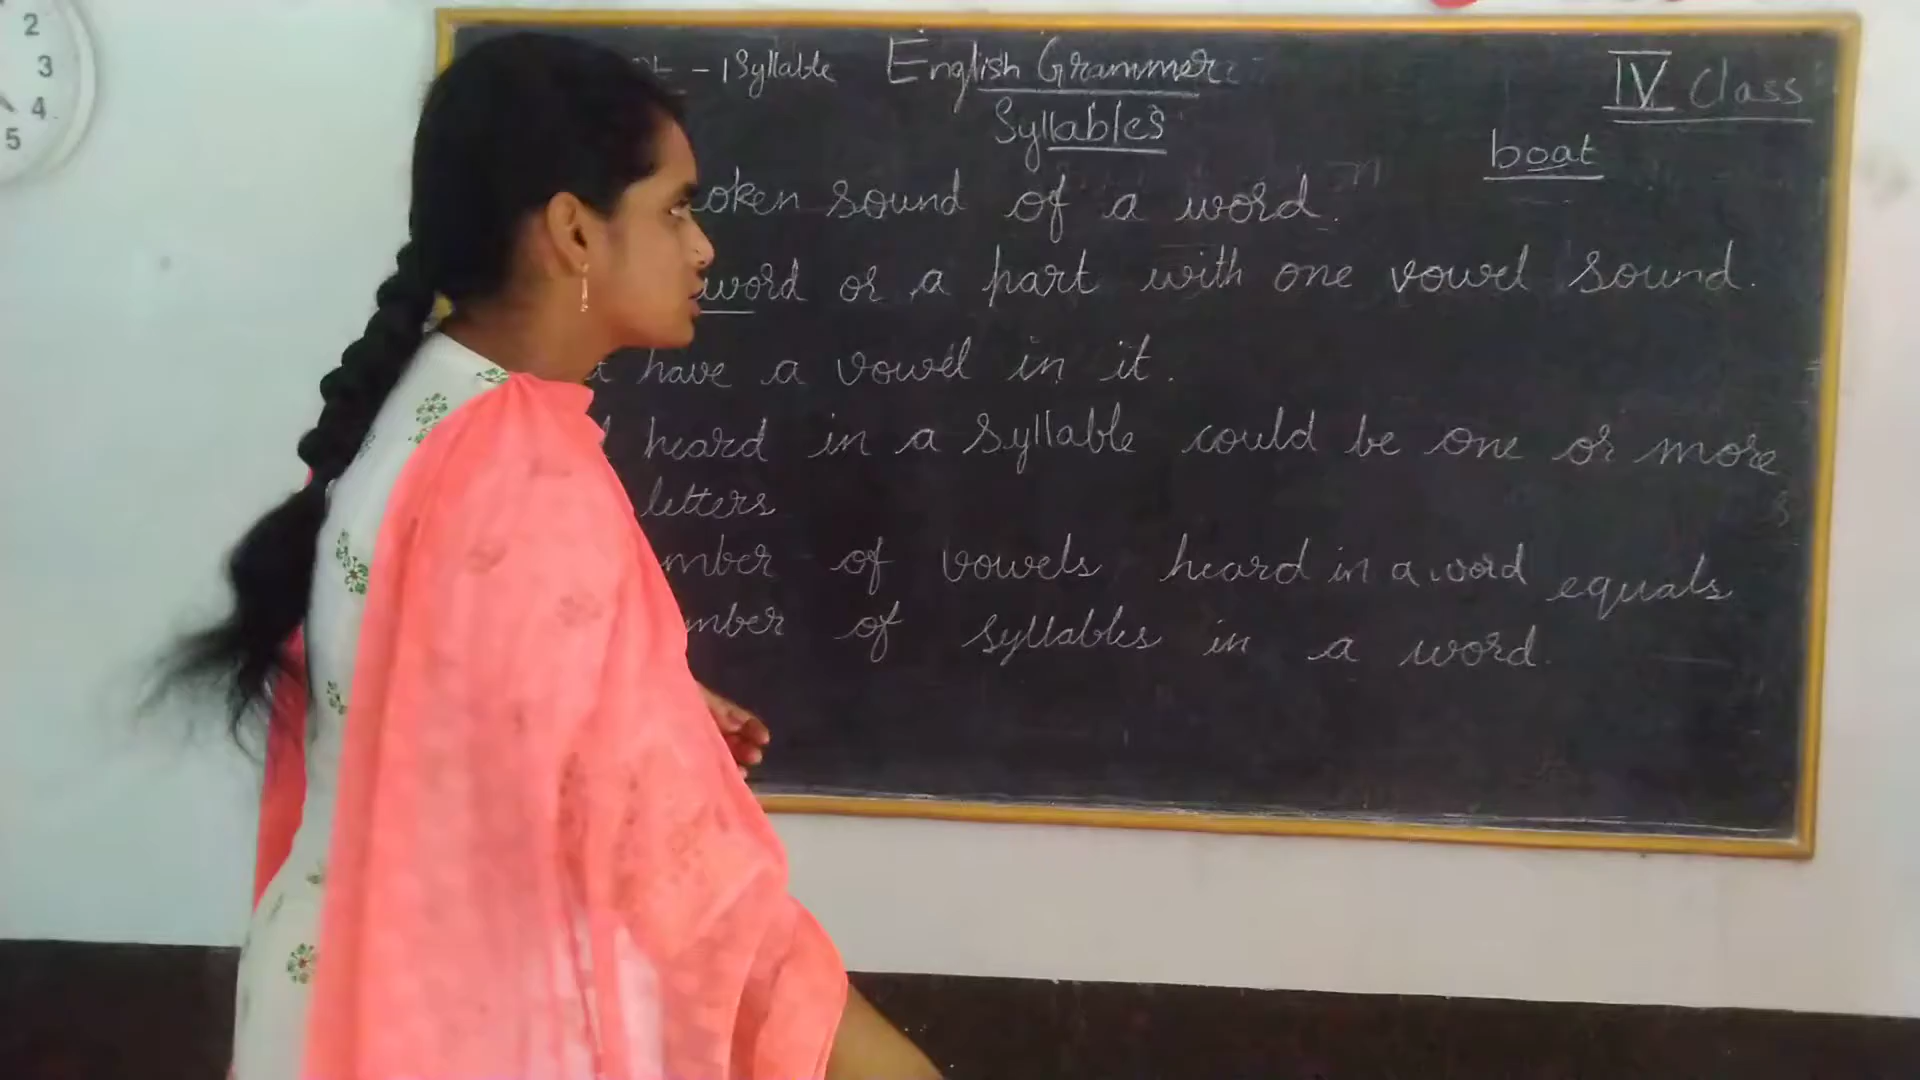 2
3
4
5
- 1 Syllable English Grammer
IV Class
Syllables
boat
oken sound of a word.
word or a part with one vowel sound.
have a vowel in it.
heard in a syllable could be one or more
letters
mber of vowels heard in a word equals
mber of syllables in a word.